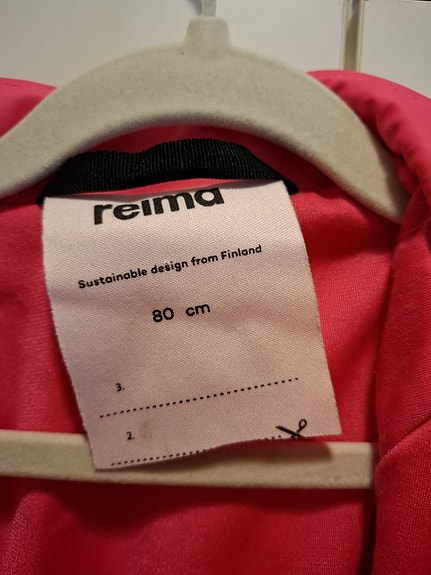 reima
Sustainable design from Finland
80 cm
3.
2.